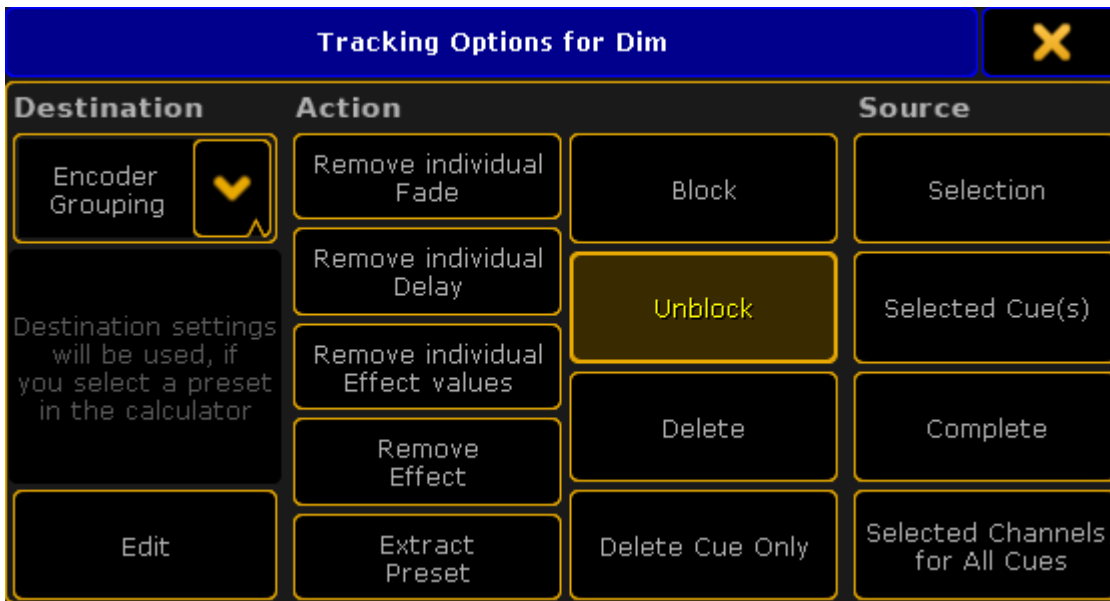 Tracking Options for Dim
Destination
Action
Source
Encoder
Grouping
Destination settings
will be used, if
you select a preset
in the calculator
Edit
Remove individual
Fade
Remove individual
Delay
Remove individual
Effect values
Remove
Effect
Extract
Preset
Block
Unblock
Delete
Delete Cue Only
Selection
Selected Cue(s)
Complete
Selected Channels
for All Cues